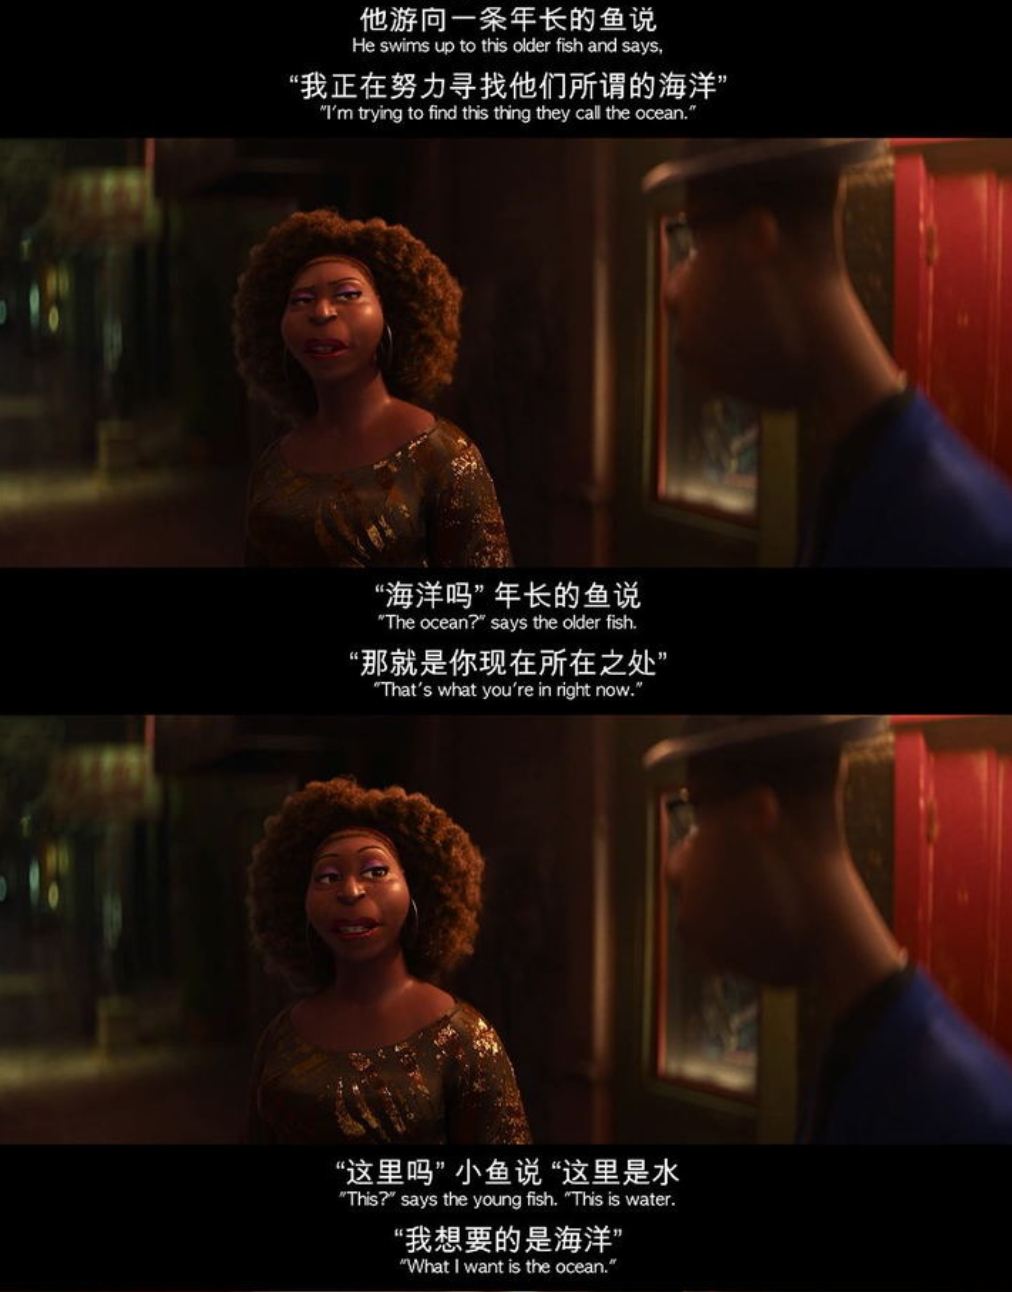 他游向一条年长的鱼说
He swims up to this older fish and says,
“我正在努力寻找他们所谓的海洋”
"I'm trying to find this thing they call the ocean."
“海洋吗” 年长的鱼说
"The ocean?" says the older fish.
“那就是你现在所在之处”
"That's what you're in right now."
“这里吗” 小鱼说 “这里是水
"This?" says the young fish. "This is water.
“我想要的是海洋”
"What I want is the ocean."